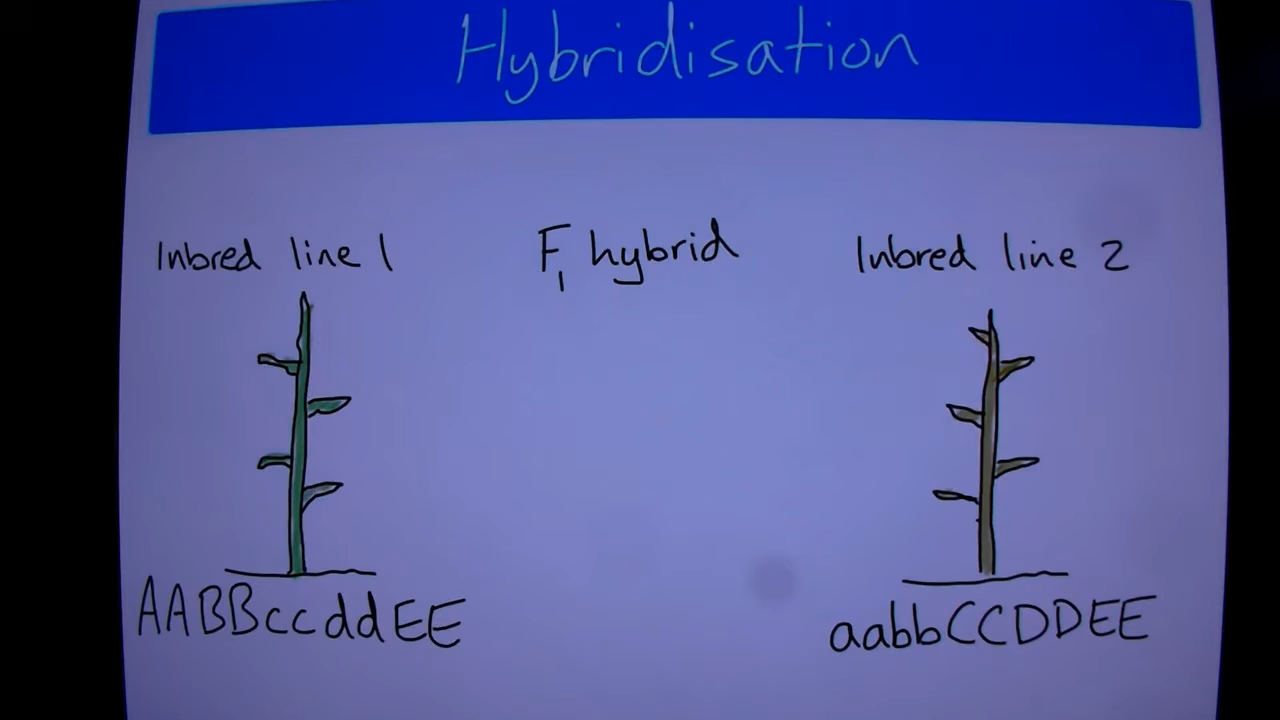 Hybridisation
Inbred line 1
F1 hybrid
Inbred line 2
AABBccddEE
aabbCCDDEE